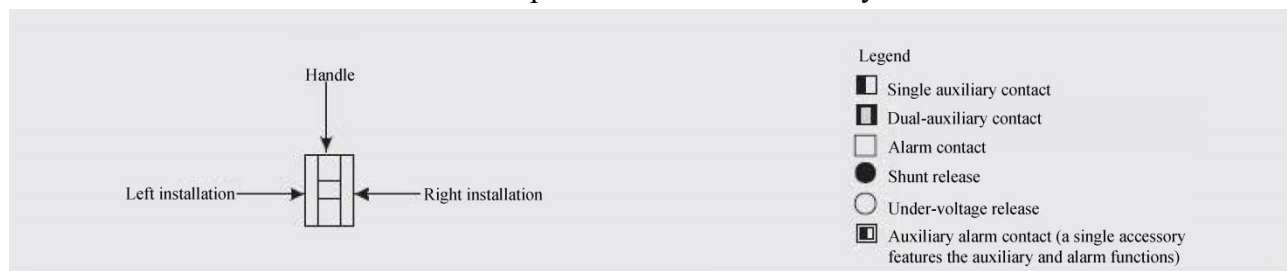 Handle
Left installation
Right installation
Legend
Single auxiliary contact
Dual-auxiliary contact
Alarm contact
Shunt release
Under-voltage release
Auxiliary alarm contact (a single accessory
features the auxiliary and alarm functions)